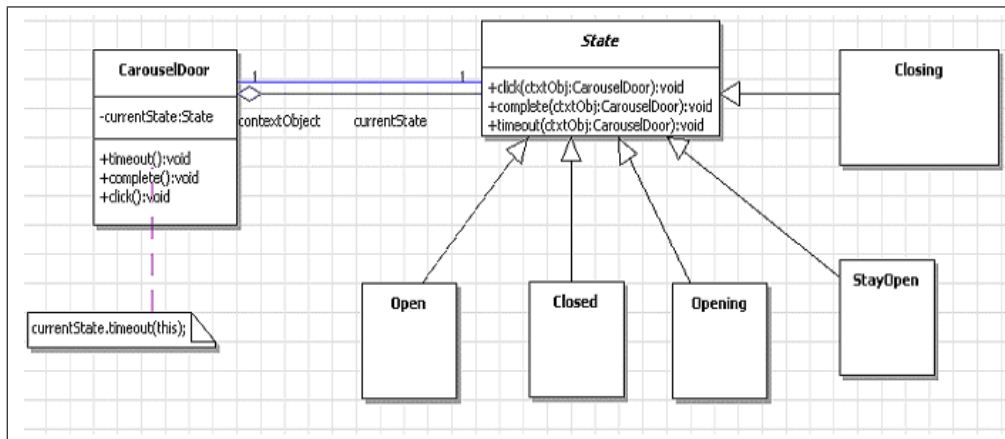 State
CarouselDoor
Closing
1
1
+click(ctxtObj:CarouselDoor):void
-currentState:State
contextObject
currentState
+complete(ctxtObj:CarouselDoor):void
+timeout(ctxtObj:CarouselDoor):void
+timeout():void
+complete():void
+click():void
StayOpen
Open
Closed
Opening
currentState.timeout(this);